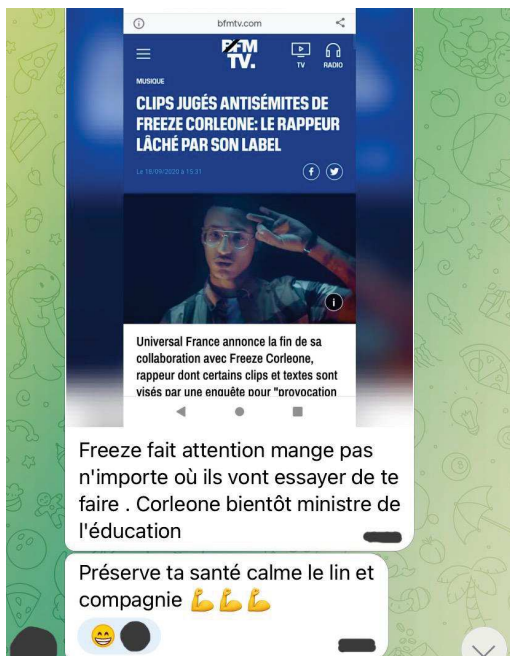 bfmtv.com
BFM
TV.
TV
RADIO
MUSIQUE
CLIPS JUGÉS ANTISÉMITES DE
FREEZE CORLEONE: LE RAPPEUR
LÂCHÉ PAR SON LABEL
Le 18/09/2020 à 15:31
Universal France annonce la fin de sa
collaboration avec Freeze Corleone,
rappeur dont certains clips et textes sont
visés par une enquête pour "provocation
Freeze fait attention mange pas
n'importe où ils vont essayer de te
faire . Corleone bientôt ministre de
l'éducation
Préserve ta santé calme le lin et
compagnie 💪💪💪